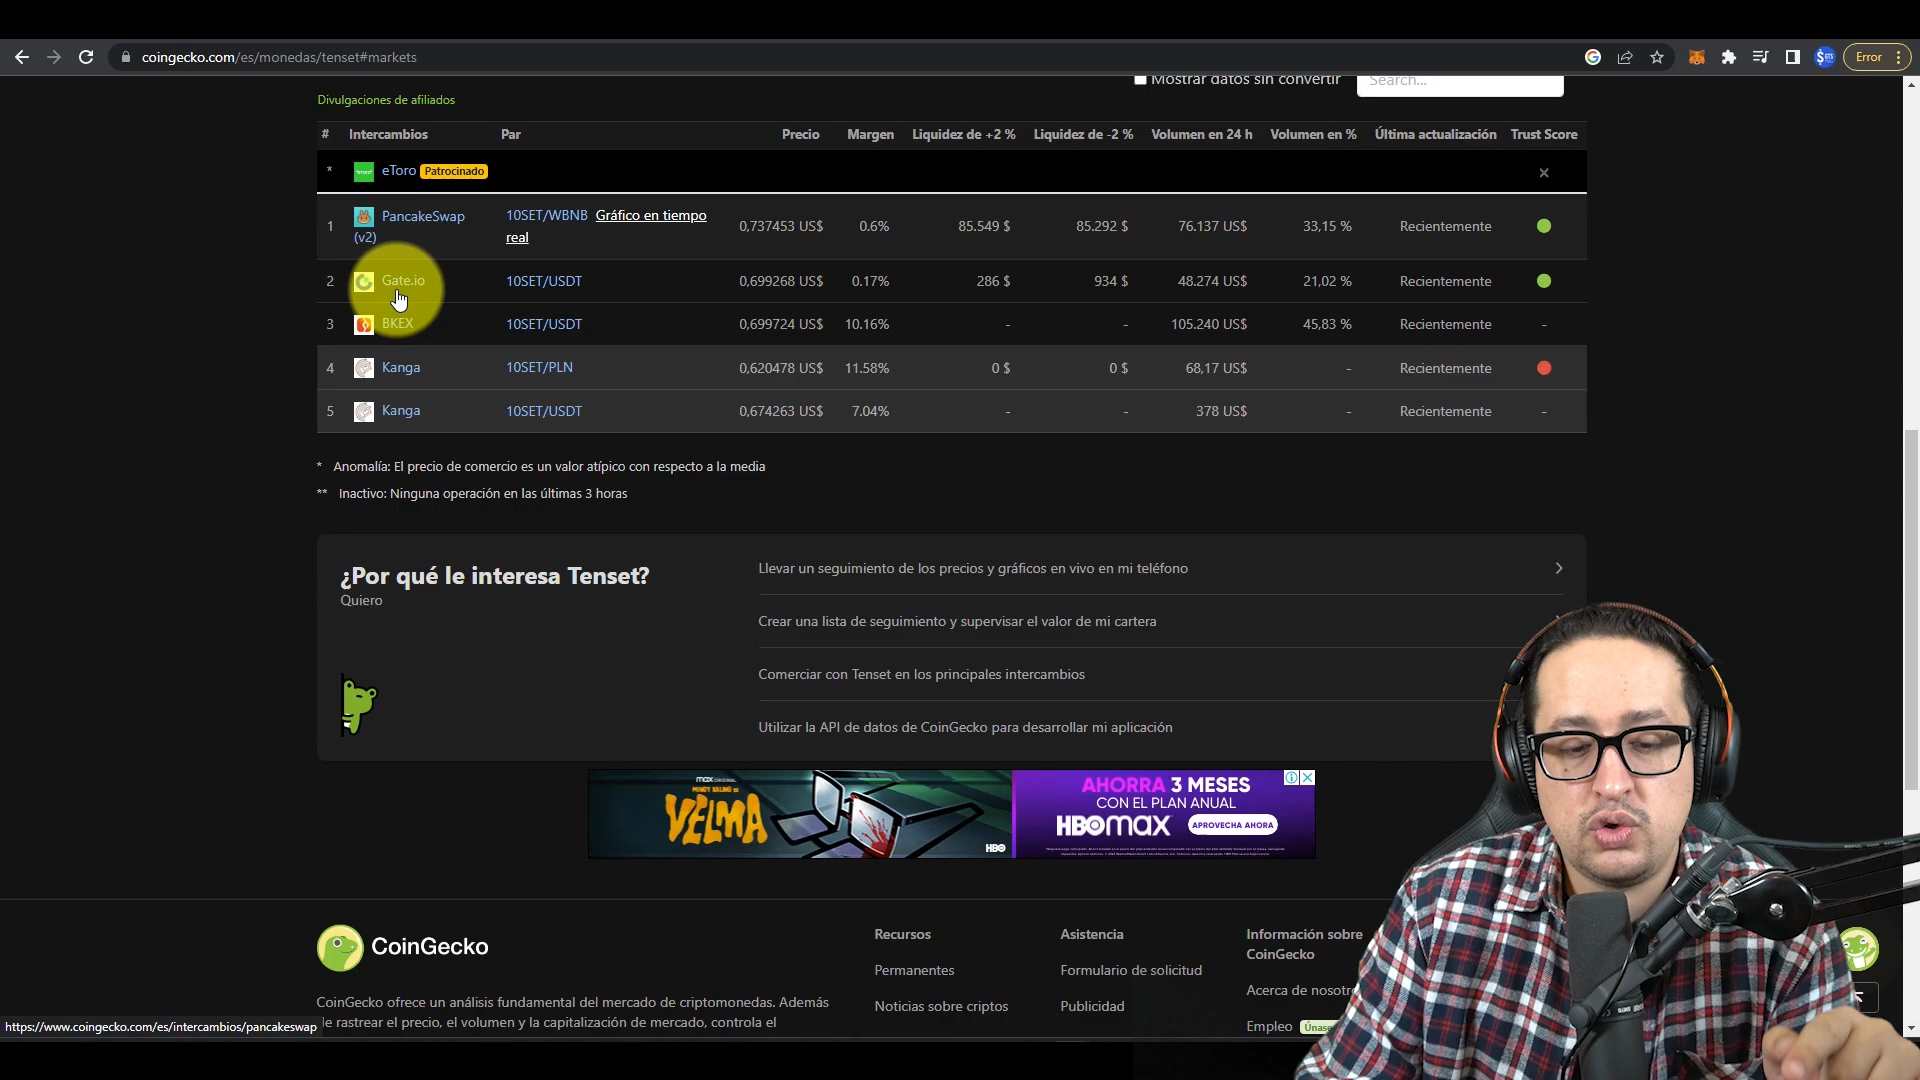 coingecko.com/es/monedas/tenset#markets
Error
Mostrar datos sin convertir
Search...
Divulgaciones de afiliados
# Intercambios Par Precio Margen Liquidez de +2 % Liquidez de -2 % Volumen en 24 h Volumen en % Última actualización Trust Score
* eToro Patrocinado ×
1 PancakeSwap (v2) 10SET/WBNB Gráfico en tiempo real 0,737453 US$ 0.6% 85.549 $ 85.292 $ 76.137 US$ 33,15 % Recientemente
2 Gate.io 10SET/USDT 0,699268 US$ 0.17% 286 $ 934 $ 48.274 US$ 21,02 % Recientemente
3 BKEX 10SET/USDT 0,699724 US$ 10.16% - - 105.240 US$ 45,83 % Recientemente -
4 Kanga 10SET/PLN 0,620478 US$ 11.58% 0 $ 0 $ 68,17 US$ - Recientemente
5 Kanga 10SET/USDT 0,674263 US$ 7.04% - - 378 US$ - Recientemente -
* Anomalía: El precio de comercio es un valor atípico con respecto a la media
** Inactivo: Ninguna operación en las últimas 3 horas
¿Por qué le interesa Tenset?
Quiero
Llevar un seguimiento de los precios y gráficos en vivo en mi teléfono
Crear una lista de seguimiento y supervisar el valor de mi cartera
Comerciar con Tenset en los principales intercambios
Utilizar la API de datos de CoinGecko para desarrollar mi aplicación
max ORIGINAL
MINDY KALING ES
VELMA
HBO
AHORRA 3 MESES
CON EL PLAN ANUAL
HBOmax
APROVECHA AHORA
CoinGecko
CoinGecko ofrece un análisis fundamental del mercado de criptomonedas. Además
de rastrear el precio, el volumen y la capitalización de mercado, controla el
Recursos
Permanentes
Noticias sobre criptos
Asistencia
Formulario de solicitud
Publicidad
Información sobre
CoinGecko
Acerca de nosotr
Empleo
https://www.coingecko.com/es/intercambios/pancakeswap